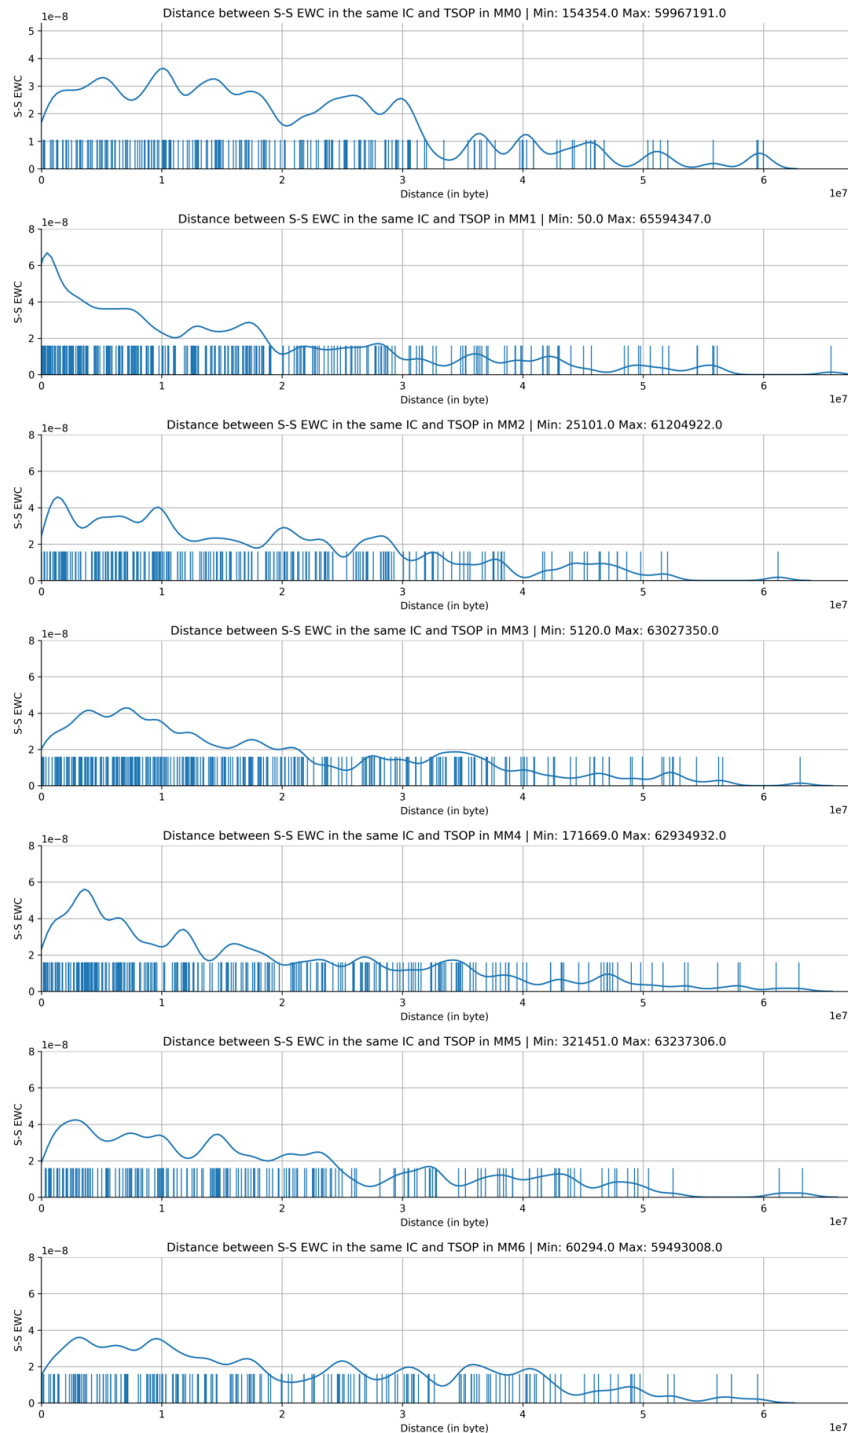 Distance between S-S EWC in the same IC and TSOP in MM0 | Min: 154354.0 Max: 59967191.0
1e−8
5
4
3
2
1
0
S-S EWC
0 1 2 3 4 5 6
Distance (in byte)
1e7
Distance between S-S EWC in the same IC and TSOP in MM1 | Min: 50.0 Max: 65594347.0
1e−8
8
6
4
2
0
S-S EWC
0 1 2 3 4 5 6
Distance (in byte)
1e7
Distance between S-S EWC in the same IC and TSOP in MM2 | Min: 25101.0 Max: 61204922.0
1e−8
8
6
4
2
0
S-S EWC
0 1 2 3 4 5 6
Distance (in byte)
1e7
Distance between S-S EWC in the same IC and TSOP in MM3 | Min: 5120.0 Max: 63027350.0
1e−8
8
6
4
2
0
S-S EWC
0 1 2 3 4 5 6
Distance (in byte)
1e7
Distance between S-S EWC in the same IC and TSOP in MM4 | Min: 171669.0 Max: 62934932.0
1e−8
8
6
4
2
0
S-S EWC
0 1 2 3 4 5 6
Distance (in byte)
1e7
Distance between S-S EWC in the same IC and TSOP in MM5 | Min: 321451.0 Max: 63237306.0
1e−8
8
6
4
2
0
S-S EWC
0 1 2 3 4 5 6
Distance (in byte)
1e7
Distance between S-S EWC in the same IC and TSOP in MM6 | Min: 60294.0 Max: 59493008.0
1e−8
8
6
4
2
0
S-S EWC
0 1 2 3 4 5 6
Distance (in byte)
1e7